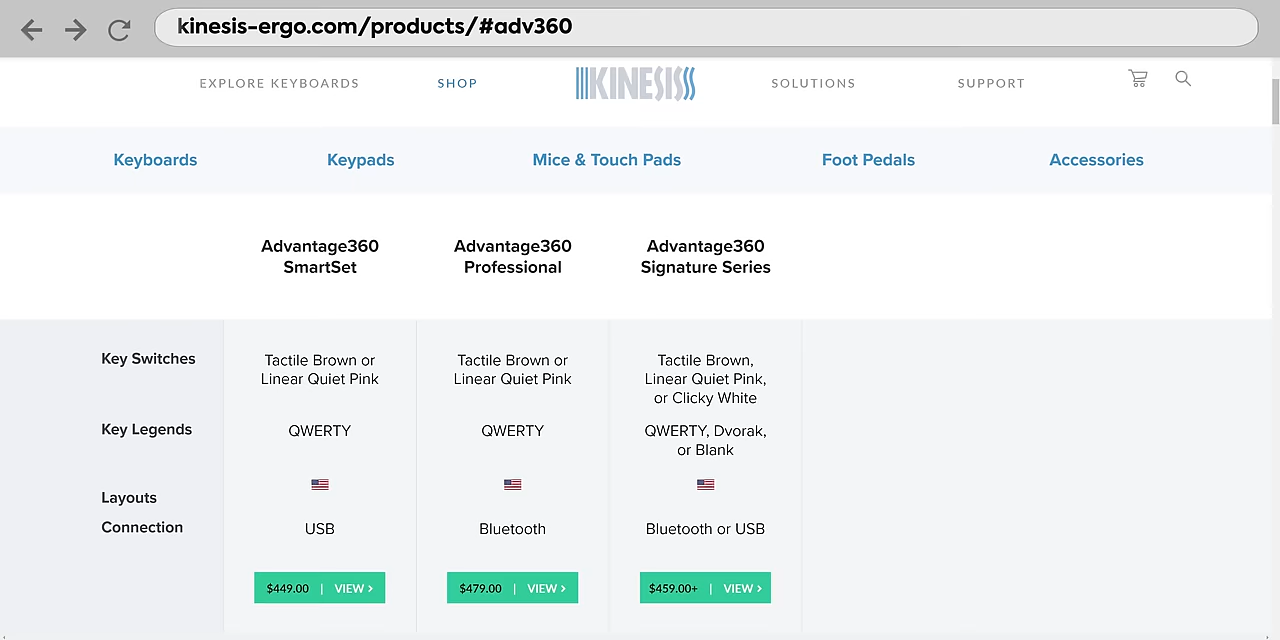 kinesis-ergo.com/products/#adv360
EXPLORE KEYBOARDS
SHOP
KINESIS
SOLUTIONS
SUPPORT
Keyboards
Keypads
Mice & Touch Pads
Foot Pedals
Accessories
Advantage360
SmartSet
Advantage360
Professional
Advantage360
Signature Series
Key Switches
Tactile Brown or
Linear Quiet Pink
Tactile Brown or
Linear Quiet Pink
Tactile Brown,
Linear Quiet Pink,
or Clicky White
Key Legends
QWERTY
QWERTY
QWERTY, Dvorak,
or Blank
Layouts
Connection
USB
Bluetooth
Bluetooth or USB
$449.00 | VIEW >
$479.00 | VIEW >
$459.00+ | VIEW >